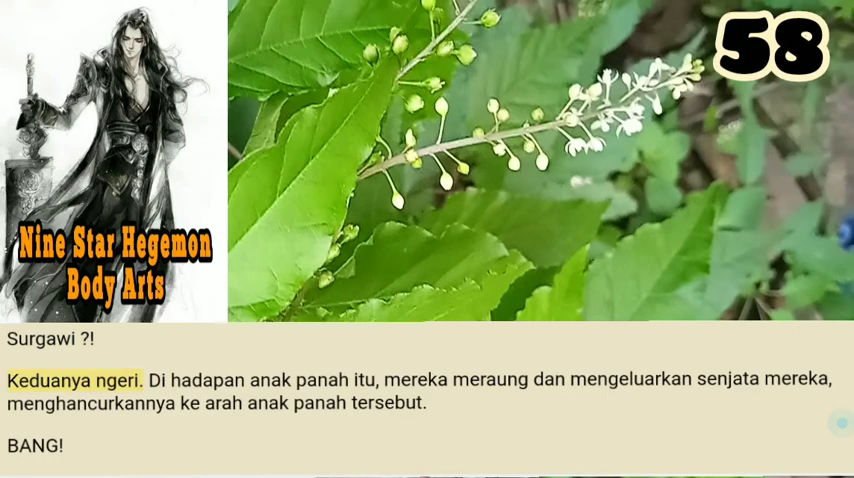 58
Nine Star Hegemon
Body Arts
Surgawi ?!
Keduanya ngeri. Di hadapan anak panah itu, mereka meraung dan mengeluarkan senjata mereka,
menghancurkannya ke arah anak panah tersebut.
BANG!